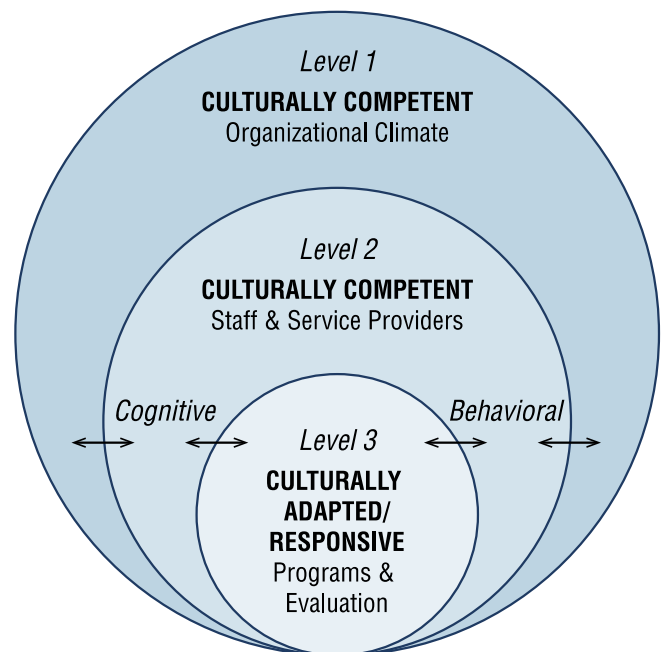 Level 1
CULTURALLY COMPETENT
Organizational Climate
Level 2
CULTURALLY COMPETENT
Staff & Service Providers
Cognitive
Behavioral
Level 3
CULTURALLY
ADAPTED/
RESPONSIVE
Programs &
Evaluation